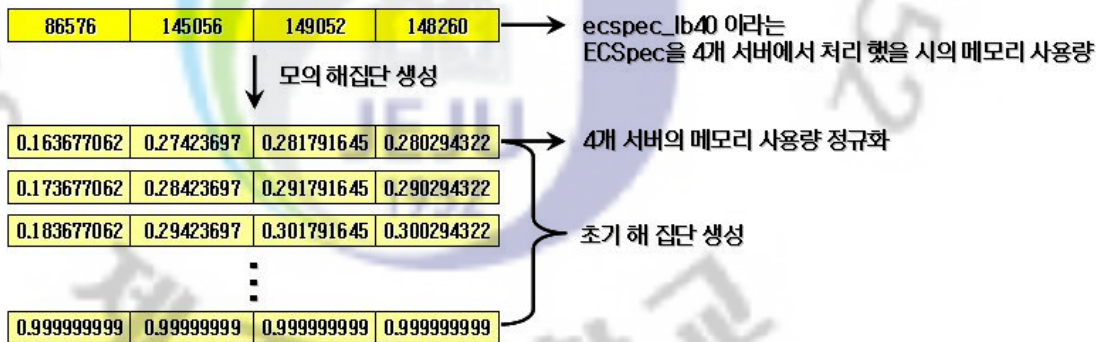 86576 145056 149052 148260
ecspec_lb40 이라는
ECSpec을 4개 서버에서 처리 했을 시의 메모리 사용량
모의 해집단 생성
0.163677062 0.27423697 0.281791645 0.280294322
4개 서버의 메모리 사용량 정규화
0.173677062 0.28423697 0.291791645 0.290294322
0.183677062 0.29423697 0.301791645 0.300294322
초기 해 집단 생성
0.999999999 0.99999999 0.999999999 0.999999999
JEJU
1952